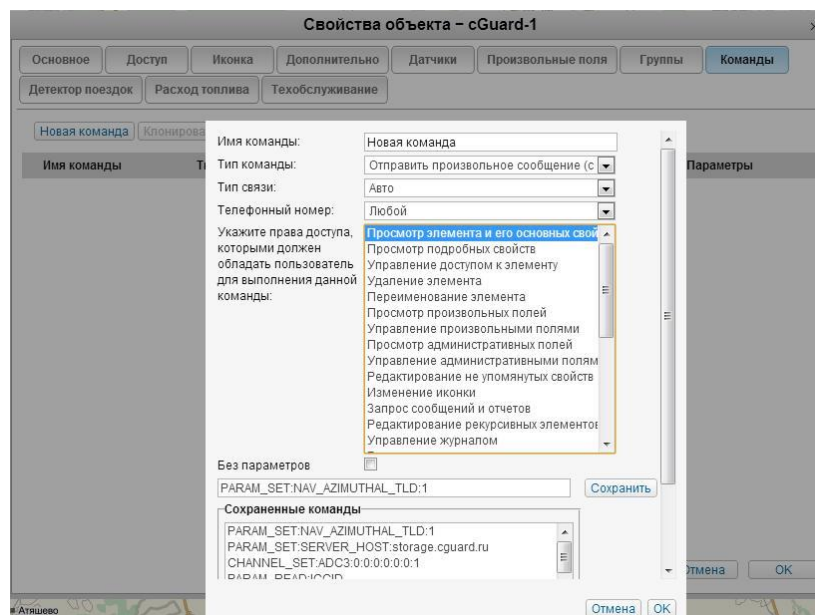 Свойства объекта – cGuard-1
Основное
Доступ
Иконка
Дополнительно
Датчики
Произвольные поля
Группы
Команды
Детектор поездок
Расход топлива
Техобслуживание
Новая команда
Имя команды
Параметры
Имя команды: Новая команда
Тип команды: Отправить произвольное сообщение (с
Тип связи: Авто
Телефонный номер: Любой
Укажите права доступа,
которыми должен
обладать пользователь
для выполнения данной
команды:
Просмотр элемента и его основных свой
Просмотр подробных свойств
Управление доступом к элементу
Удаление элемента
Переименование элемента
Просмотр произвольных полей
Управление произвольными полями
Просмотр административных полей
Управление административными полям
Редактирование не упомянутых свойств
Изменение иконки
Запрос сообщений и отчетов
Редактирование рекурсивных элементов
Управление журналом
Без параметров
PARAM_SET:NAV_AZIMUTHAL_TLD:1
Сохранить
Сохраненные команды
PARAM_SET:NAV_AZIMUTHAL_TLD:1
PARAM_SET:SERVER_HOST:storage.cguard.ru
CHANNEL_SET:ADC3:0:0:0:0:0:1
PARAM_READ:ICCID
Отмена
OK
Отмена
OK
Атяшево